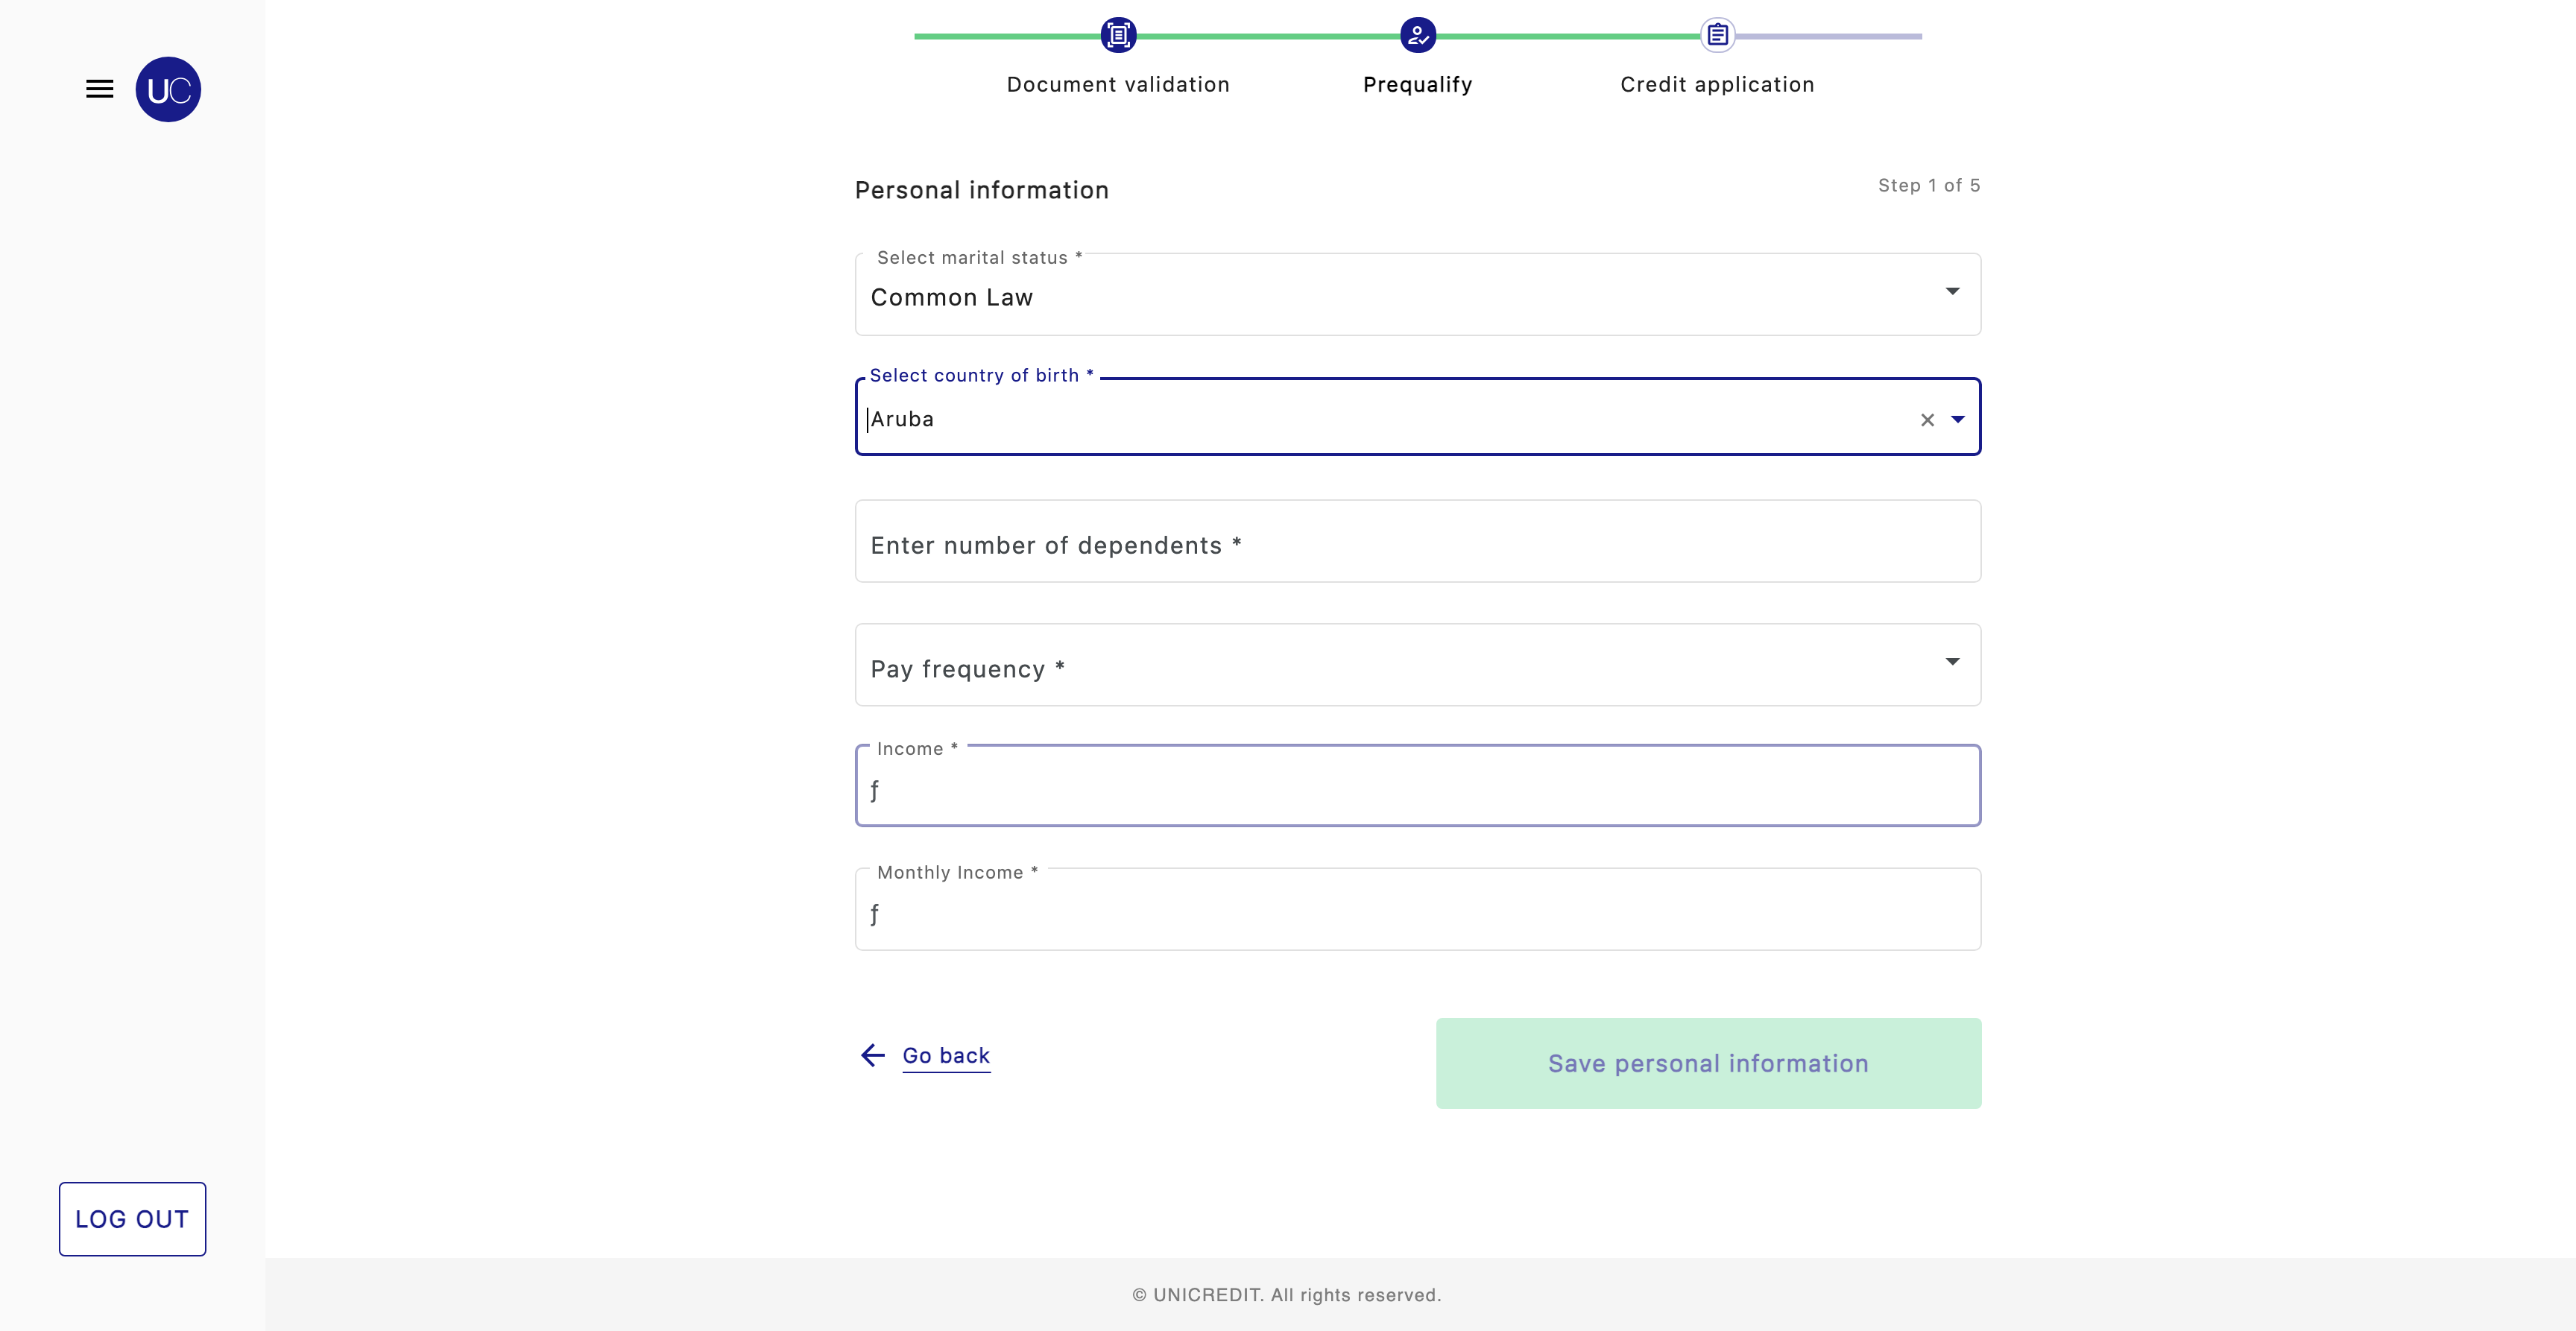 UC
Document validation
Prequalify
Credit application
Personal information
Step 1 of 5
Select marital status *
Common Law
Select country of birth *
Aruba
Enter number of dependents *
Pay frequency *
Income *
ƒ
Monthly Income *
ƒ
Go back
Save personal information
LOG OUT
© UNICREDIT. All rights reserved.